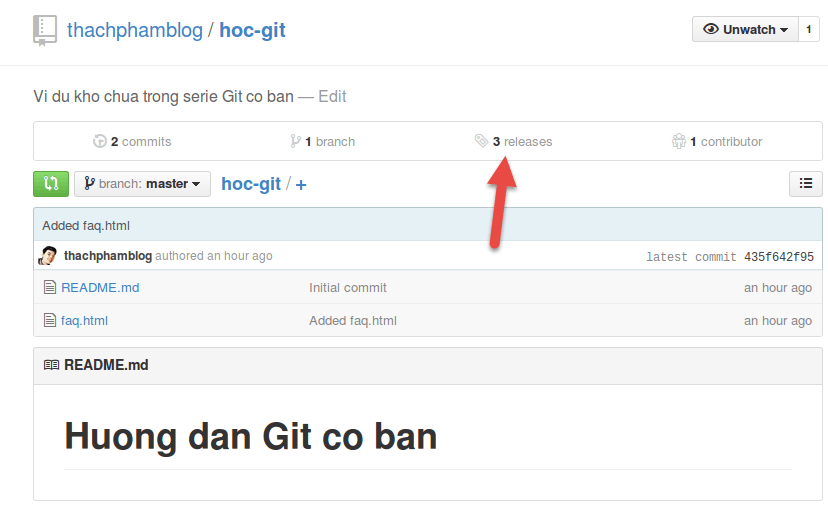 thachphamblog / hoc-git
Unwatch 1
Vi du kho chua trong serie Git co ban — Edit
2 commits 1 branch 3 releases 1 contributor
branch: master hoc-git / +
Added faq.html
thachphamblog authored an hour ago latest commit 435f642f95
README.md Initial commit an hour ago
faq.html Added faq.html an hour ago
README.md
Huong dan Git co ban